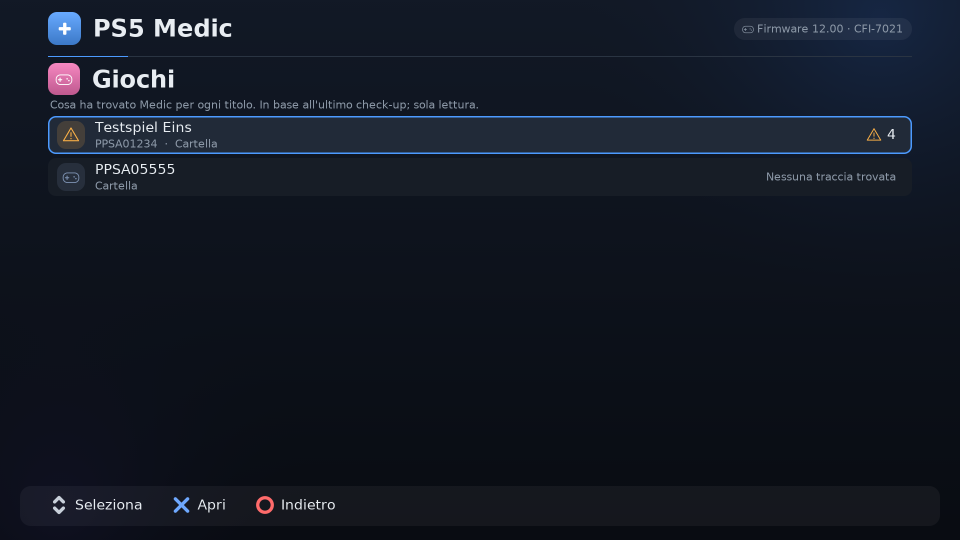 PS5 Medic
Firmware 12.00 · CFI-7021
Giochi
Cosa ha trovato Medic per ogni titolo. In base all'ultimo check-up; sola lettura.
Testspiel Eins
PPSA01234 · Cartella
4
PPSA05555
Cartella
Nessuna traccia trovata
Seleziona
Apri
Indietro